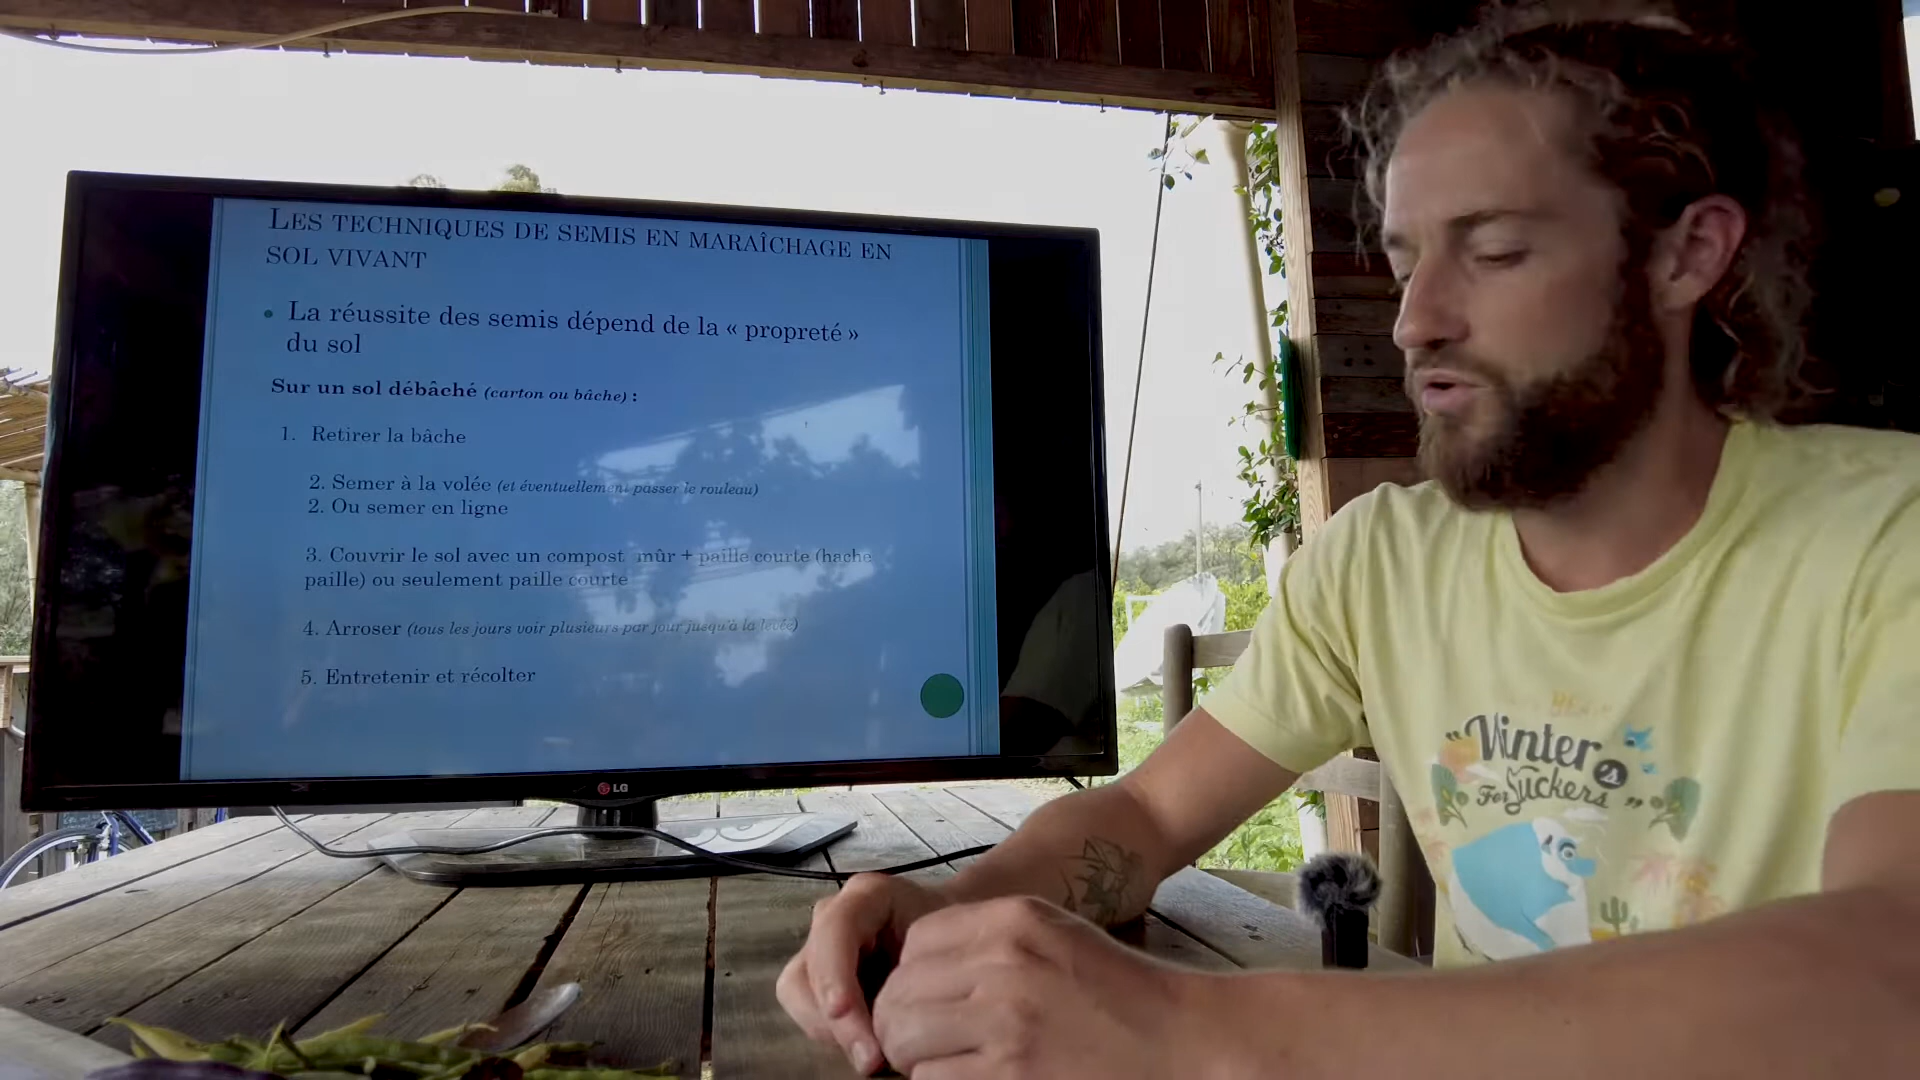 LES TECHNIQUES DE SEMIS EN MARAÎCHAGE EN
SOL VIVANT
• La réussite des semis dépend de la « propreté »
du sol
Sur un sol débâché (carton ou bâche) :
1. Retirer la bâche
2. Semer à la volée (et éventuellement passer le rouleau)
2. Ou semer en ligne
3. Couvrir le sol avec un compost mûr + paille courte (hache
paille) ou seulement paille courte
4. Arroser (tous les jours voir plusieurs par jour jusqu'à la levée)
5. Entretenir et récolter
LG
"Winter is
For Suckers"